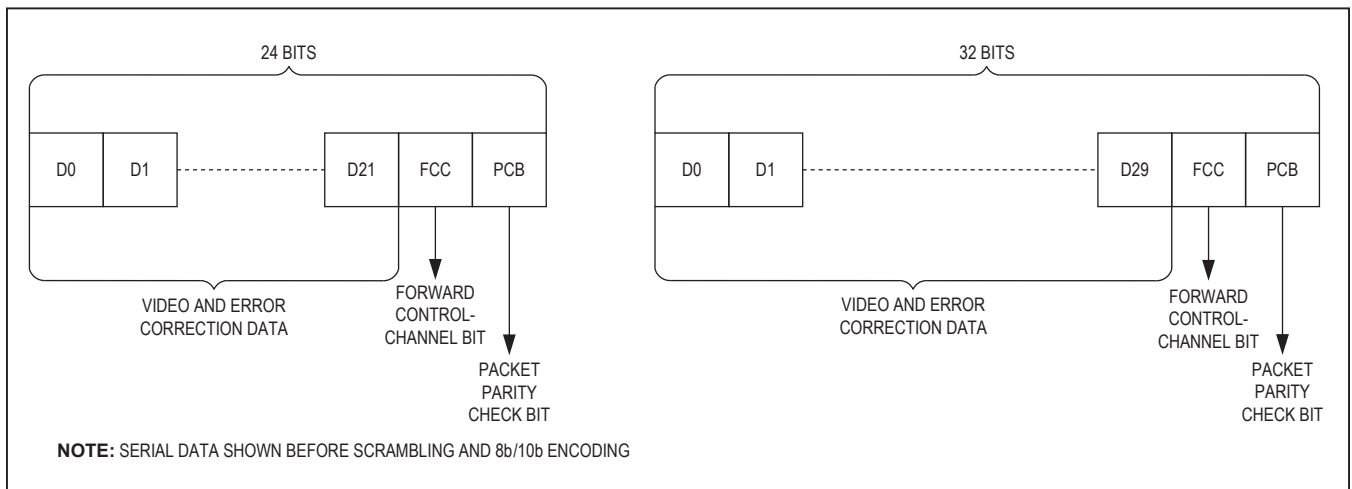 24 BITS
D0 D1 D21 FCC PCB
VIDEO AND ERROR
CORRECTION DATA
FORWARD
CONTROL-
CHANNEL BIT
PACKET
PARITY
CHECK BIT
32 BITS
D0 D1 D29 FCC PCB
VIDEO AND ERROR
CORRECTION DATA
FORWARD
CONTROL-
CHANNEL BIT
PACKET
PARITY
CHECK BIT
NOTE: SERIAL DATA SHOWN BEFORE SCRAMBLING AND 8b/10b ENCODING